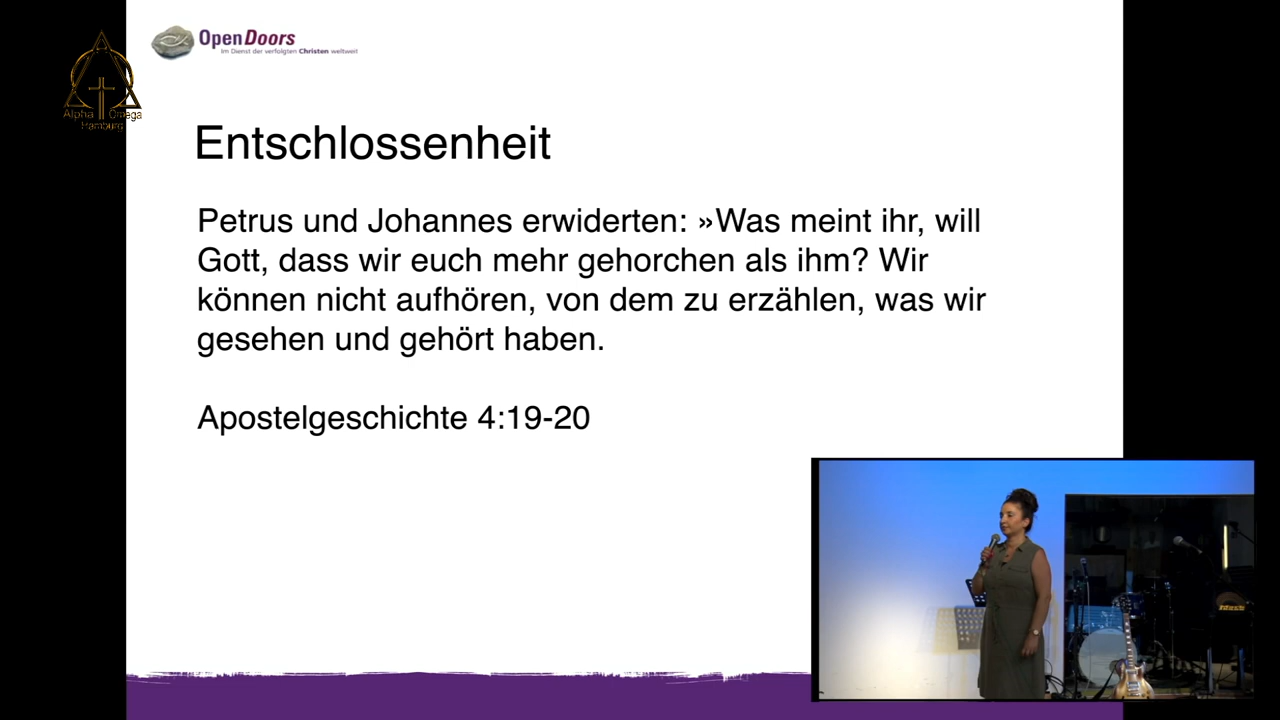 OpenDoors
Im Dienst der verfolgten Christen weltweit
Alpha Omega
Hamburg
Entschlossenheit
Petrus und Johannes erwiderten: »Was meint ihr, will
Gott, dass wir euch mehr gehorchen als ihm? Wir
können nicht aufhören, von dem zu erzählen, was wir
gesehen und gehört haben.
Apostelgeschichte 4:19-20